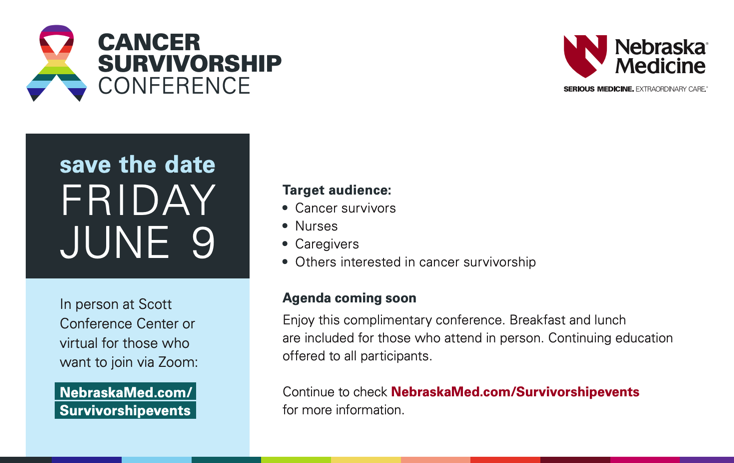 CANCER
SURVIVORSHIP
CONFERENCE
Nebraska
Medicine
SERIOUS MEDICINE. EXTRAORDINARY CARE.
save the date
FRIDAY
JUNE 9
In person at Scott
Conference Center or
virtual for those who
want to join via Zoom:
NebraskaMed.com/
Survivorshipevents
Target audience:
• Cancer survivors
• Nurses
• Caregivers
• Others interested in cancer survivorship
Agenda coming soon
Enjoy this complimentary conference. Breakfast and lunch
are included for those who attend in person. Continuing education
offered to all participants.
Continue to check NebraskaMed.com/Survivorshipevents
for more information.